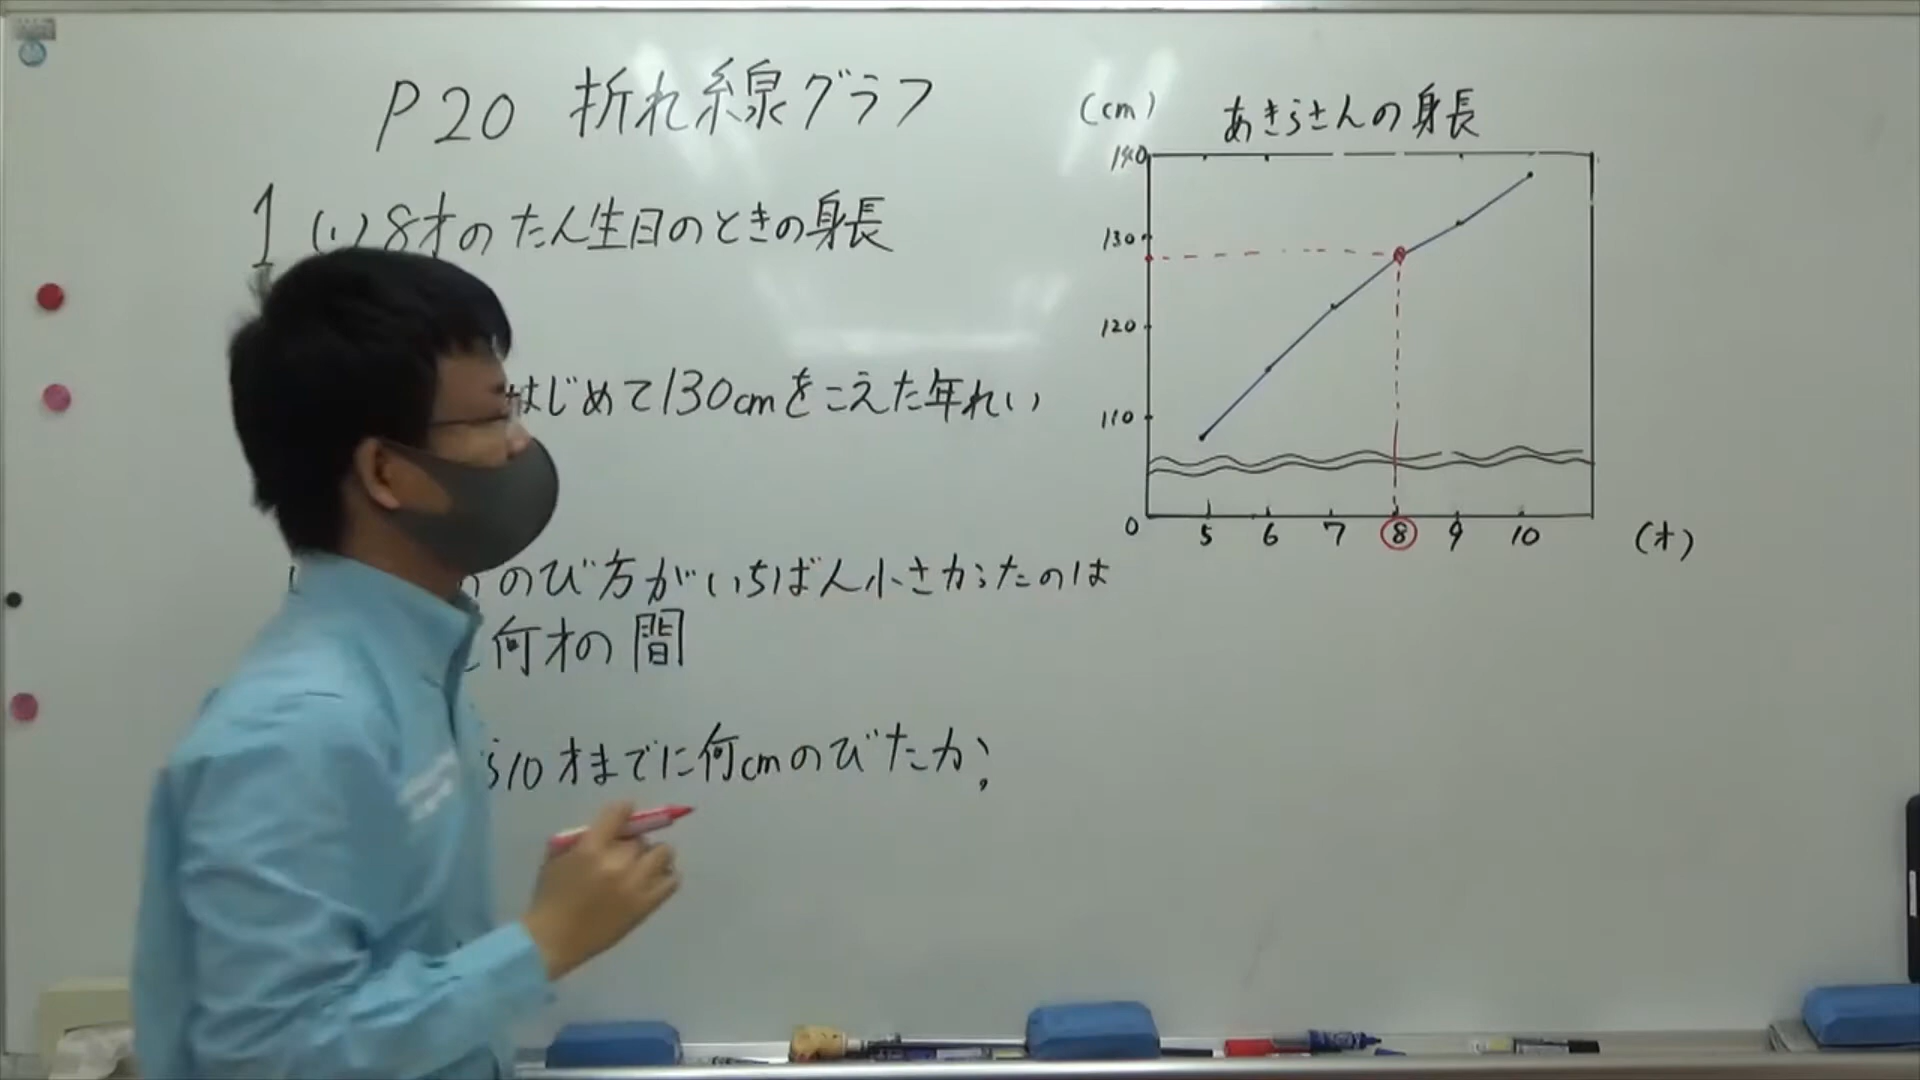 P20 折れ線グラフ
1 (1) 8才のたん生日のときの身長
はじめて130cmをこえた年れい
のび方がいちばん小さかったのは
何才の間
ら10才までに何cmのびたか?
(cm) あきらさんの身長
140
130
120
110
0 5 6 7 8 9 10 (才)